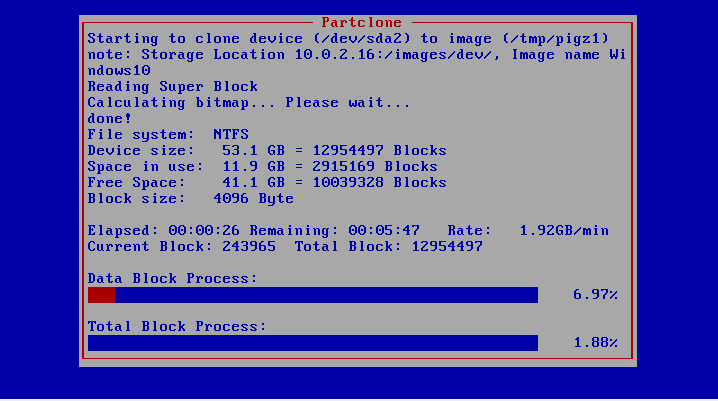 Partclone
Starting to clone device (/dev/sda2) to image (/tmp/pigz1)
note: Storage Location 10.0.2.16:/images/dev/, Image name Wi
ndows10
Reading Super Block
Calculating bitmap... Please wait...
done!
File system:  NTFS
Device size:   53.1 GB = 12954497 Blocks
Space in use:  11.9 GB = 2915169 Blocks
Free Space:    41.1 GB = 10039328 Blocks
Block size:   4096 Byte
Elapsed: 00:00:26 Remaining: 00:05:47   Rate:   1.92GB/min
Current Block: 243965  Total Block: 12954497
Data Block Process:
6.97%
Total Block Process:
1.88%